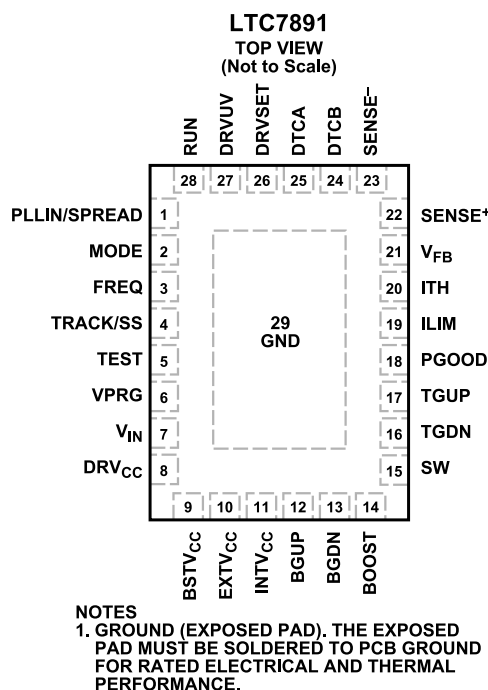 LTC7891
TOP VIEW
(Not to Scale)
RUN
DRVUV
DRVSET
DTCA
DTCB
SENSE–
28 27 26 25 24 23
PLLIN/SPREAD 1
MODE 2
FREQ 3
TRACK/SS 4
TEST 5
VPRG 6
VIN 7
DRVCC 8
29
GND
22 SENSE+
21 VFB
20 ITH
19 ILIM
18 PGOOD
17 TGUP
16 TGDN
15 SW
9 10 11 12 13 14
BSTVCC
EXTVCC
INTVCC
BGUP
BGDN
BOOST
NOTES
1. GROUND (EXPOSED PAD). THE EXPOSED
PAD MUST BE SOLDERED TO PCB GROUND
FOR RATED ELECTRICAL AND THERMAL
PERFORMANCE.